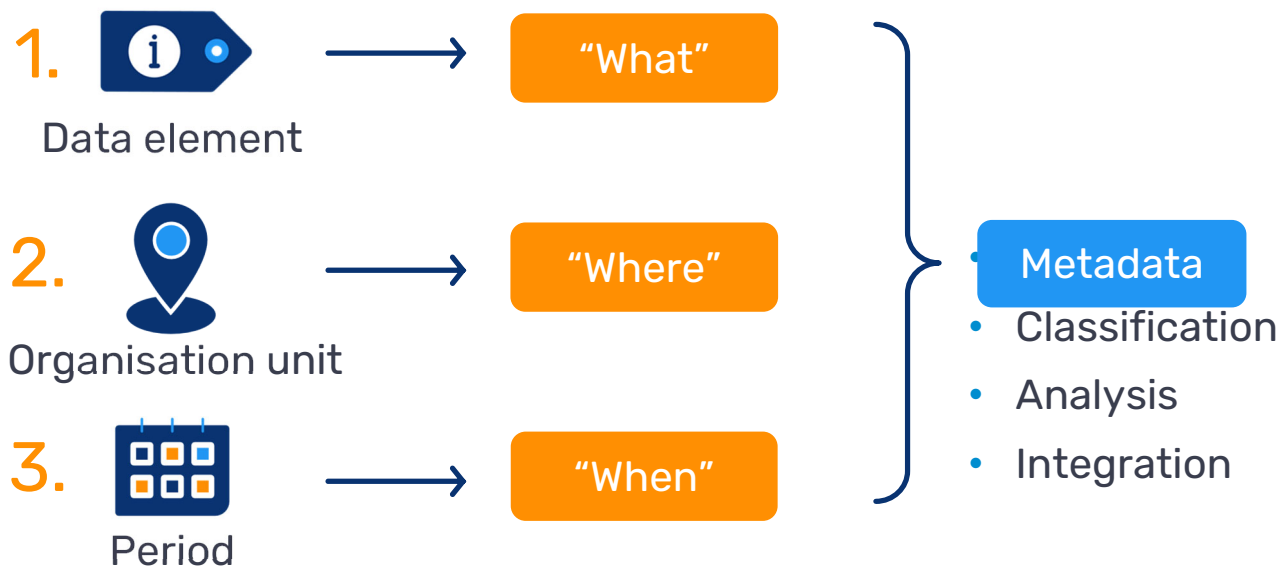 1.
“What”
Data element
2.
“Where”
Organisation unit
3.
“When”
Period
Metadata
• Classification
• Analysis
• Integration